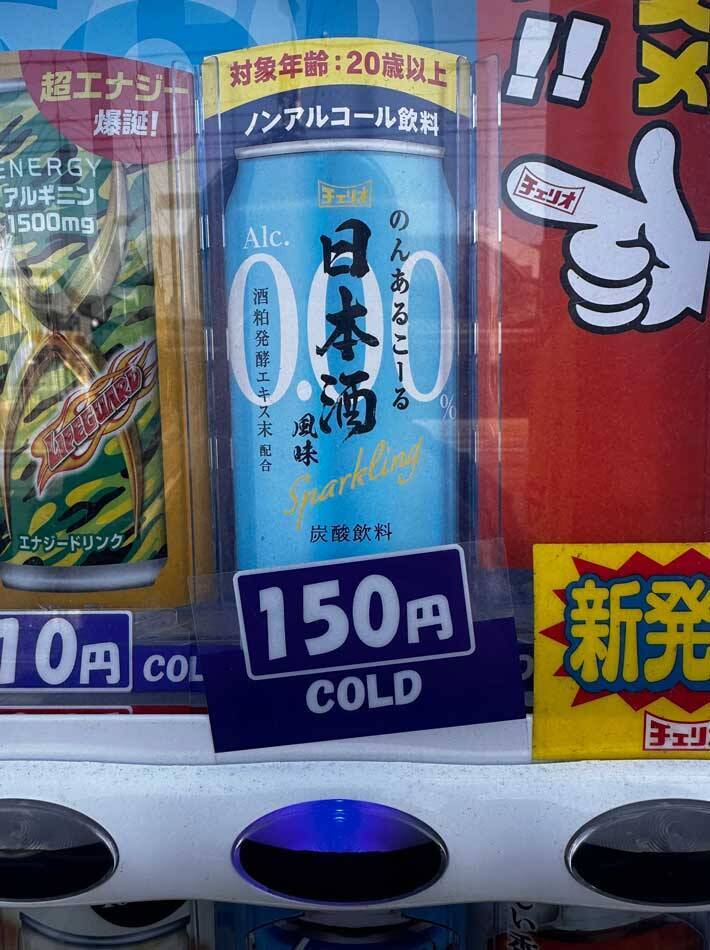 超エナジー
爆誕!
ENERGY
アルギニン
1500mg
LIFEGUARD
エナジードリンク
10円
COL
対象年齢:20歳以上
ノンアルコール飲料
チェリオ
Alc.
0.00%
のんあるこーる
日本酒
風味
酒粕発酵エキス末 配合
Sparkling
炭酸飲料
150円
COLD
!!
チェリオ
新発
チェリオ